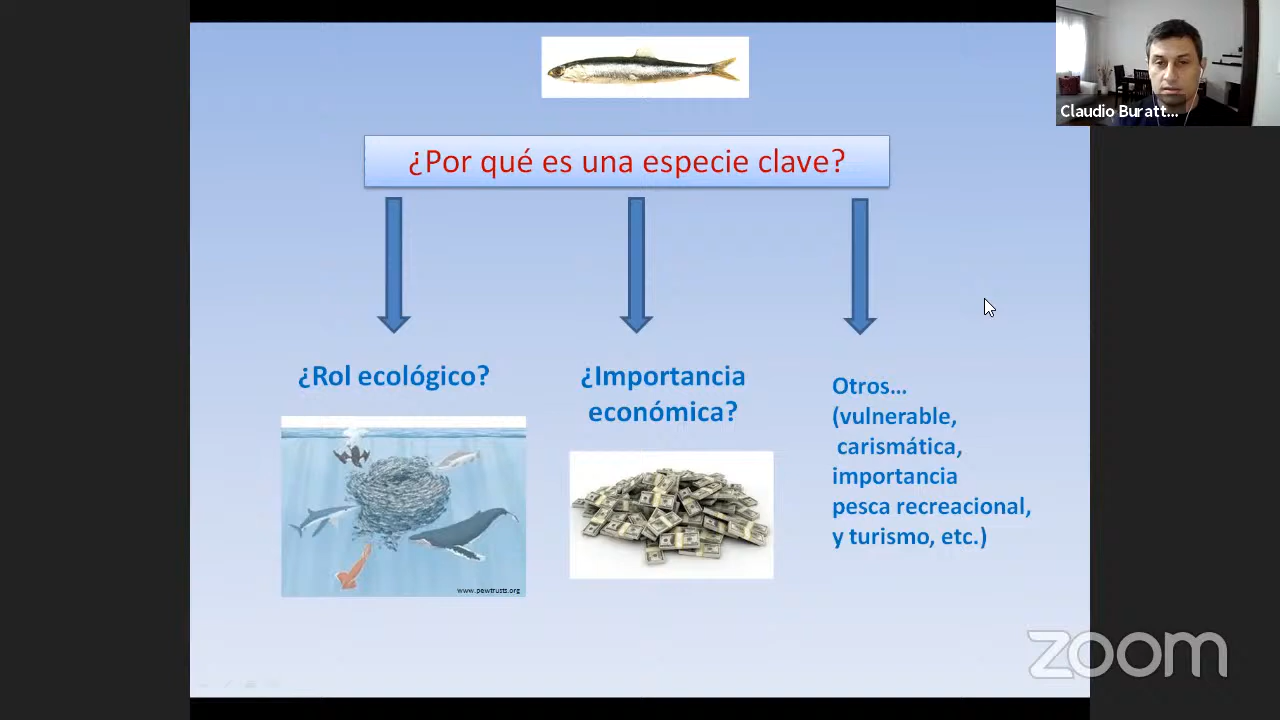 Claudio Buratt...
¿Por qué es una especie clave?
¿Rol ecológico?
¿Importancia
económica?
Otros...
(vulnerable,
carismática,
importancia
pesca recreacional,
y turismo, etc.)
www.pewtrusts.org
zoom